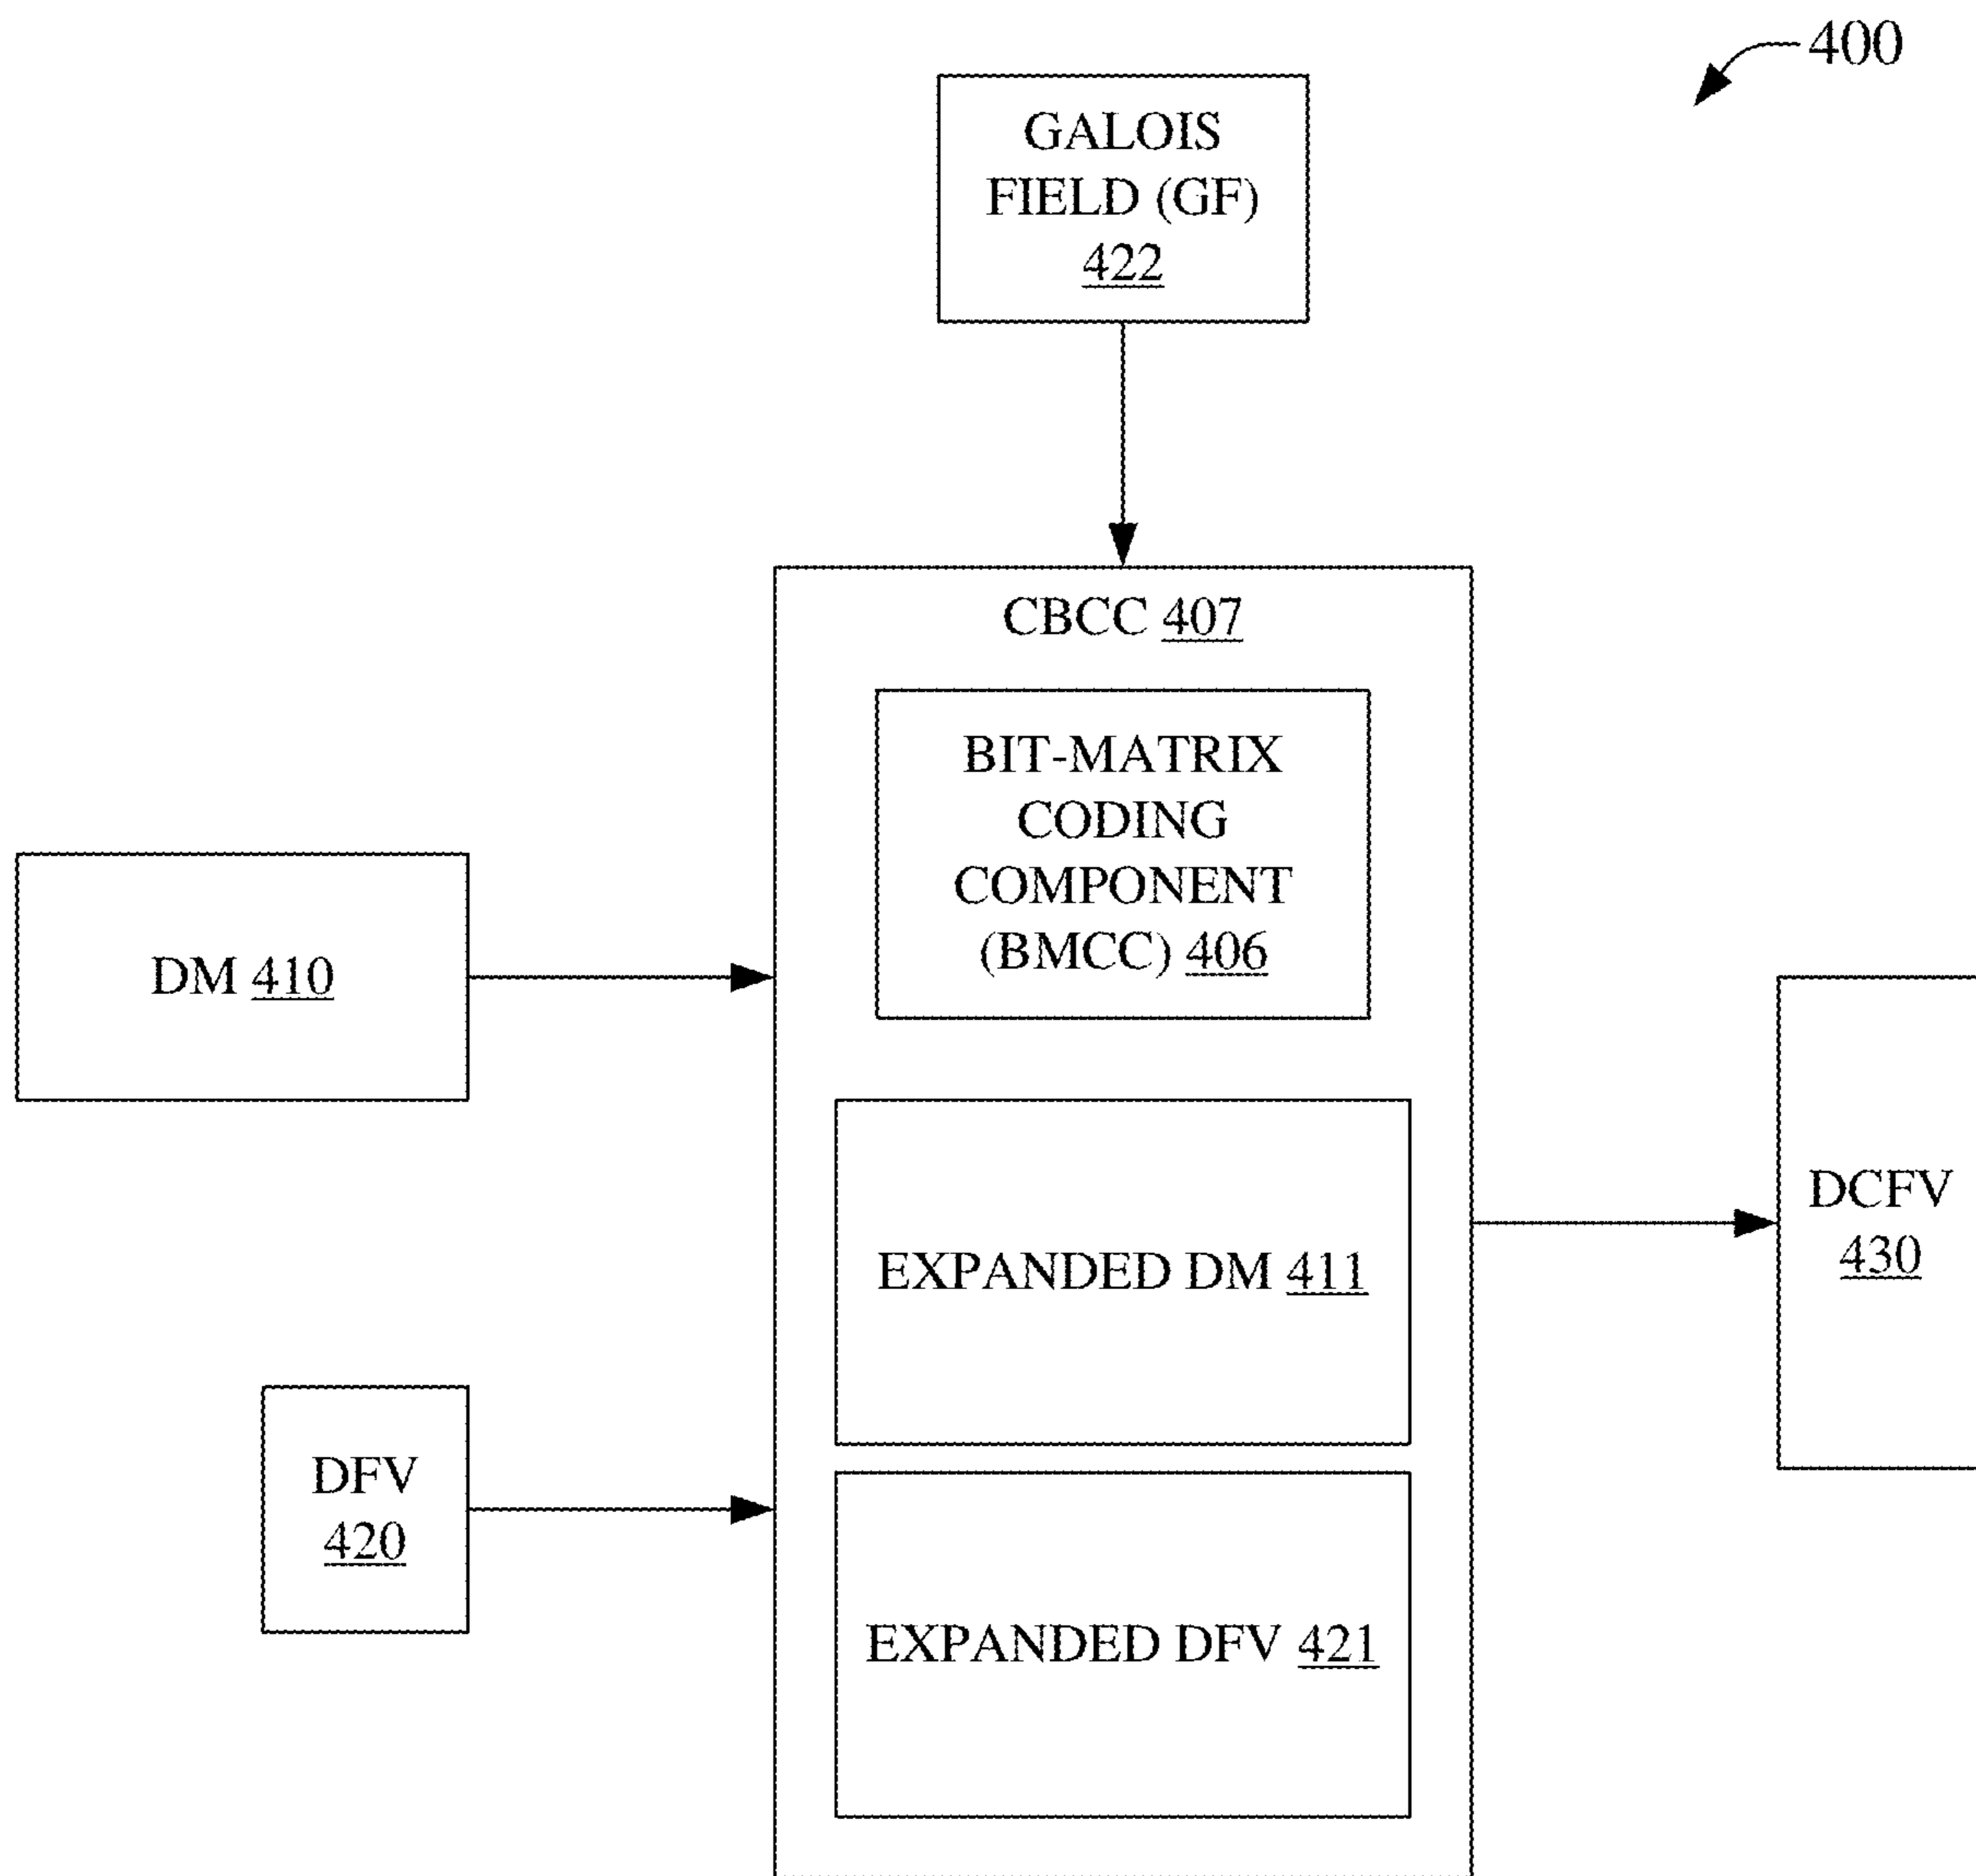 400
GALOIS
FIELD (GF)
422
CBCC 407
BIT-MATRIX
CODING
COMPONENT
(BMCC) 406
DM 410
EXPANDED DM 411
DCFV
430
DFV
420
EXPANDED DFV 421